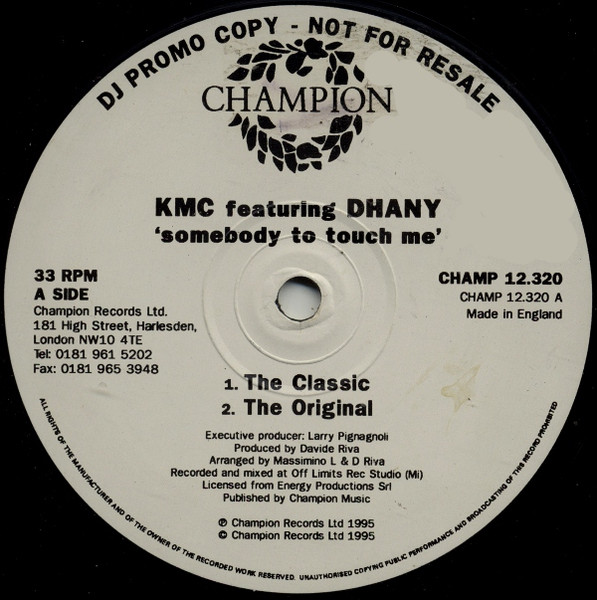 DJ PROMO COPY - NOT FOR RESALE
CHAMPION
KMC featuring DHANY
‘somebody to touch me’
33 RPM
A SIDE
Champion Records Ltd.
181 High Street, Harlesden,
London NW10 4TE
Tel: 0181 961 5202
Fax: 0181 965 3948
CHAMP 12.320
CHAMP 12.320 A
Made in England
1. The Classic
2. The Original
Executive producer: Larry Pignagnoli
Produced by Davide Riva
Arranged by Massimino L & D Riva
Recorded and mixed at Off Limits Rec Studio (Mi)
Licensed from Energy Productions Srl
Published by Champion Music
℗ Champion Records Ltd 1995
© Champion Records Ltd 1995
ALL RIGHTS OF THE MANUFACTURER AND OF THE OWNER OF THE RECORDED WORK RESERVED. UNAUTHORISED COPYING PUBLIC PERFORMANCE AND BROADCASTING OF THIS RECORD PROHIBITED